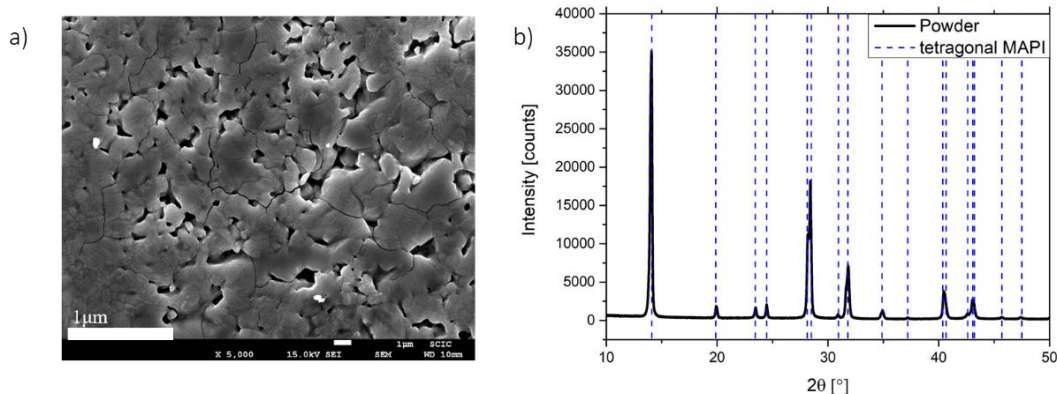 a)
1µm
X 5,000 15.0kV SEI SEM 1µm SCIC WD 10mm
b)
40000
35000
30000
25000
20000
15000
10000
5000
0
Intensity [counts]
Powder
tetragonal MAPI
10 20 30 40 50
2θ [°]